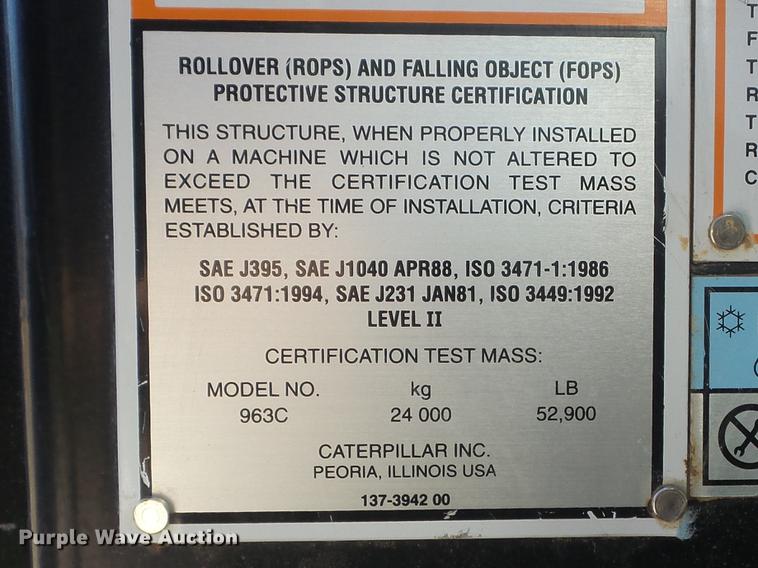 ROLLOVER (ROPS) AND FALLING OBJECT (FOPS)
PROTECTIVE STRUCTURE CERTIFICATION
THIS STRUCTURE, WHEN PROPERLY INSTALLED
ON A MACHINE WHICH IS NOT ALTERED TO
EXCEED THE CERTIFICATION TEST MASS
MEETS, AT THE TIME OF INSTALLATION, CRITERIA
ESTABLISHED BY:
SAE J395, SAE J1040 APR88, ISO 3471-1:1986
ISO 3471:1994, SAE J231 JAN81, ISO 3449:1992
LEVEL II
CERTIFICATION TEST MASS:
MODEL NO. kg LB
963C 24 000 52,900
CATERPILLAR INC.
PEORIA, ILLINOIS USA
137-3942 00
Purple Wave Auction